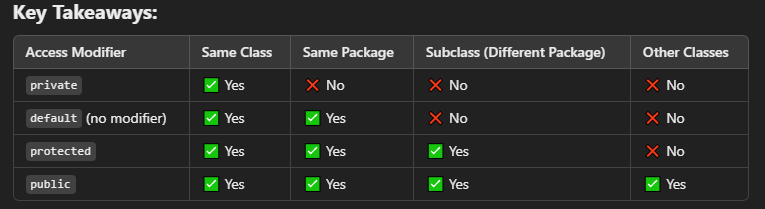 Key Takeaways:
Access Modifier Same Class Same Package Subclass (Different Package) Other Classes
private ✅ Yes ❌ No ❌ No ❌ No
default (no modifier) ✅ Yes ✅ Yes ❌ No ❌ No
protected ✅ Yes ✅ Yes ✅ Yes ❌ No
public ✅ Yes ✅ Yes ✅ Yes ✅ Yes